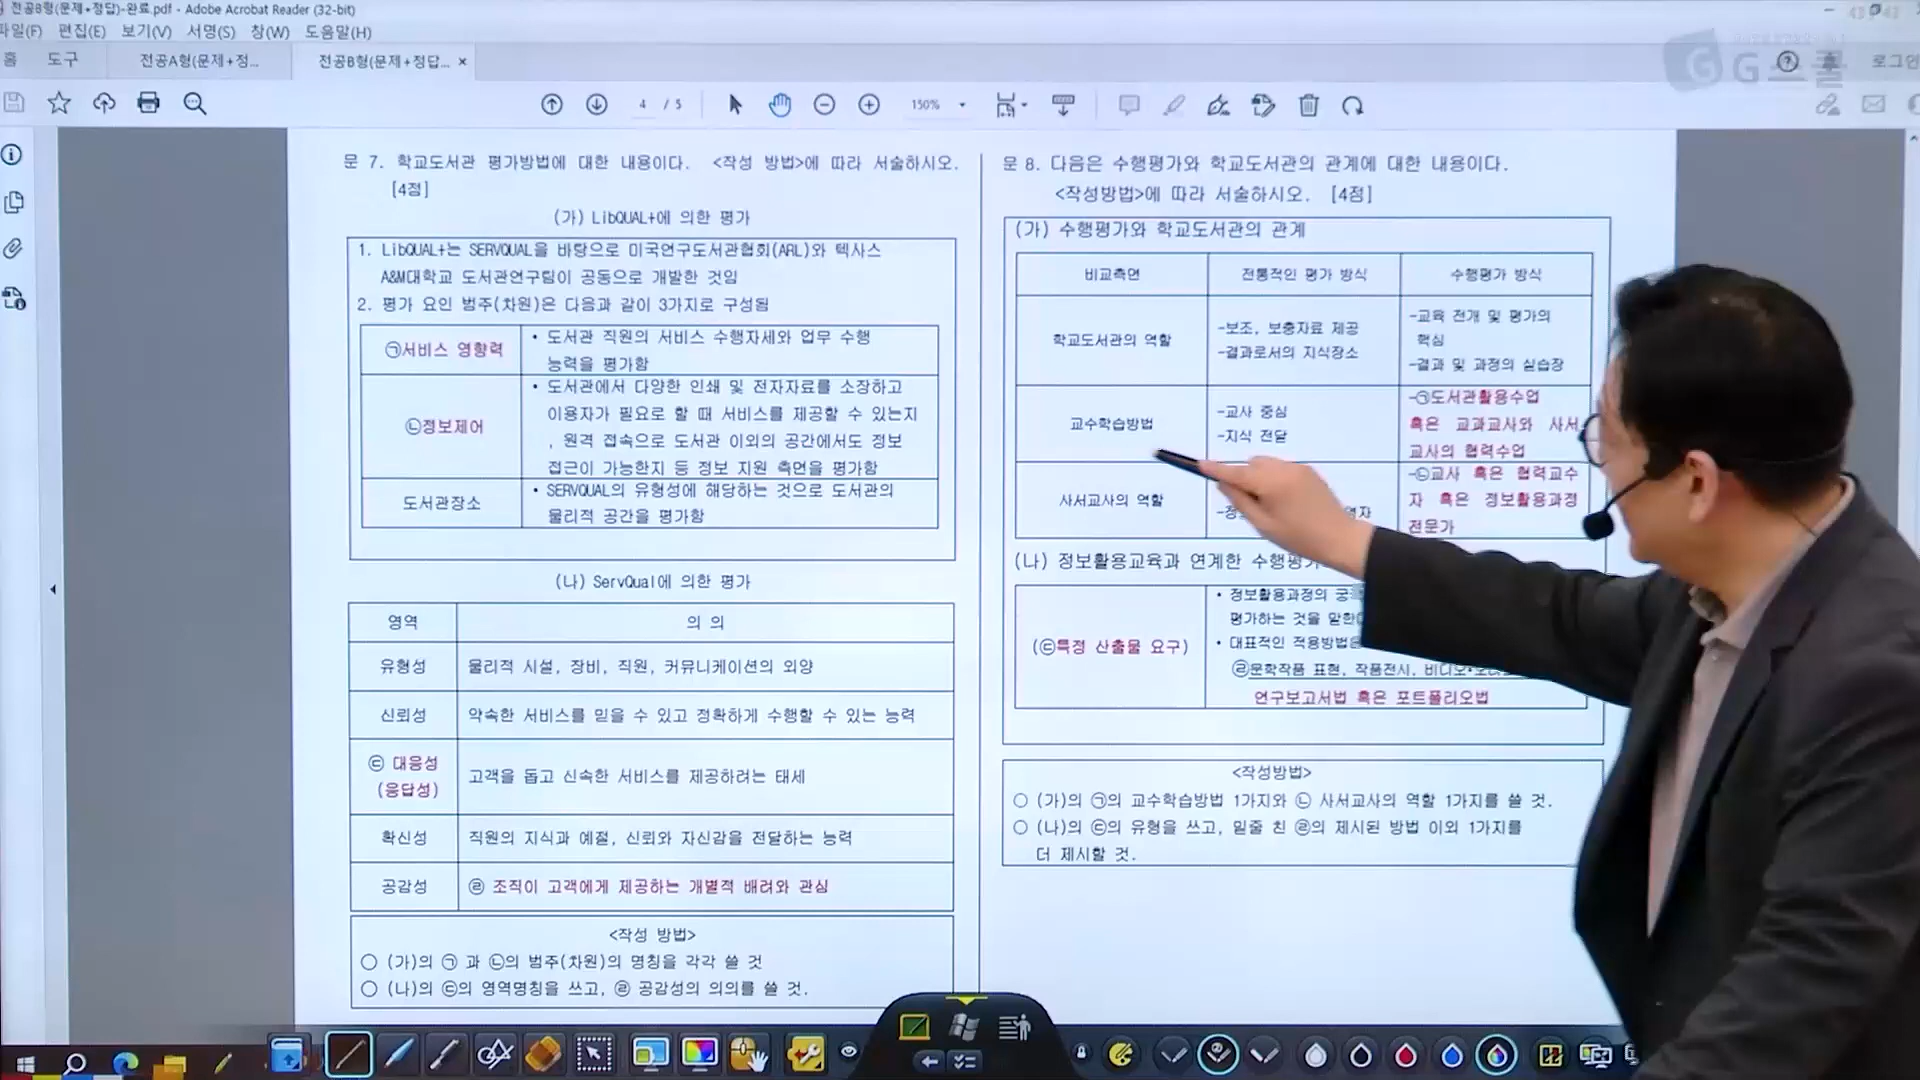 전공B형(문제+정답)-완료.pdf - Adobe Acrobat Reader (32-bit)
파일(F) 편집(E) 보기(V) 서명(S) 창(W) 도움말(H)
홈 도구 전공A형(문제+정... 전공B형(문제+정답... ×
G스쿨
로그인
4 / 5
150%
문 7. 학교도서관 평가방법에 대한 내용이다. <작성 방법>에 따라 서술하시오.
[4점]
(가) LibQUAL+에 의한 평가
1. LibQUAL+는 SERVQUAL을 바탕으로 미국연구도서관협회(ARL)와 텍사스
A&M대학교 도서관연구팀이 공동으로 개발한 것임
2. 평가 요인 범주(차원)은 다음과 같이 3가지로 구성됨
㉠서비스 영향력
• 도서관 직원의 서비스 수행자세와 업무 수행
능력을 평가함
㉡정보제어
• 도서관에서 다양한 인쇄 및 전자자료를 소장하고
이용자가 필요로 할 때 서비스를 제공할 수 있는지
, 원격 접속으로 도서관 이외의 공간에서도 정보
접근이 가능한지 등 정보 지원 측면을 평가함
도서관장소
• SERVQUAL의 유형성에 해당하는 것으로 도서관의
물리적 공간을 평가함
(나) ServQual에 의한 평가
영역 의 의
유형성 물리적 시설, 장비, 직원, 커뮤니케이션의 외양
신뢰성 약속한 서비스를 믿을 수 있고 정확하게 수행할 수 있는 능력
㉢ 대응성
(응답성)
고객을 돕고 신속한 서비스를 제공하려는 태세
확신성 직원의 지식과 예절, 신뢰와 자신감을 전달하는 능력
공감성 ㉣ 조직이 고객에게 제공하는 개별적 배려와 관심
<작성 방법>
○ (가)의 ㉠ 과 ㉡의 범주(차원)의 명칭을 각각 쓸 것
○ (나)의 ㉢의 영역명칭을 쓰고, ㉣ 공감성의 의의를 쓸 것.
문 8. 다음은 수행평가와 학교도서관의 관계에 대한 내용이다.
<작성방법>에 따라 서술하시오. [4점]
(가) 수행평가와 학교도서관의 관계
비교측면 전통적인 평가 방식 수행평가 방식
학교도서관의 역할
-보조, 보충자료 제공
-결과로서의 지식장소
-교육 전개 및 평가의
핵심
-결과 및 과정의 실습장
교수학습방법
-교사 중심
-지식 전달
-㉠도서관활용수업
혹은 교과교사와 사서
교사의 협력수업
사서교사의 역할
-㉡교사 혹은 협력교수
자 혹은 정보활용과정
전문가
(나) 정보활용교육과 연계한 수행평가
(㉢특정 산출물 요구)
• 정보활용과정의
평가하는 것을 말한
• 대표적인 적용방법은
㉣문학작품 표현, 작품전시,
연구보고서법 혹은 포트폴리오법
<작성방법>
○ (가)의 ㉠의 교수학습방법 1가지와 ㉡ 사서교사의 역할 1가지를 쓸 것.
○ (나)의 ㉢의 유형을 쓰고, 밑줄 친 ㉣의 제시된 방법 이외 1가지를
더 제시할 것.